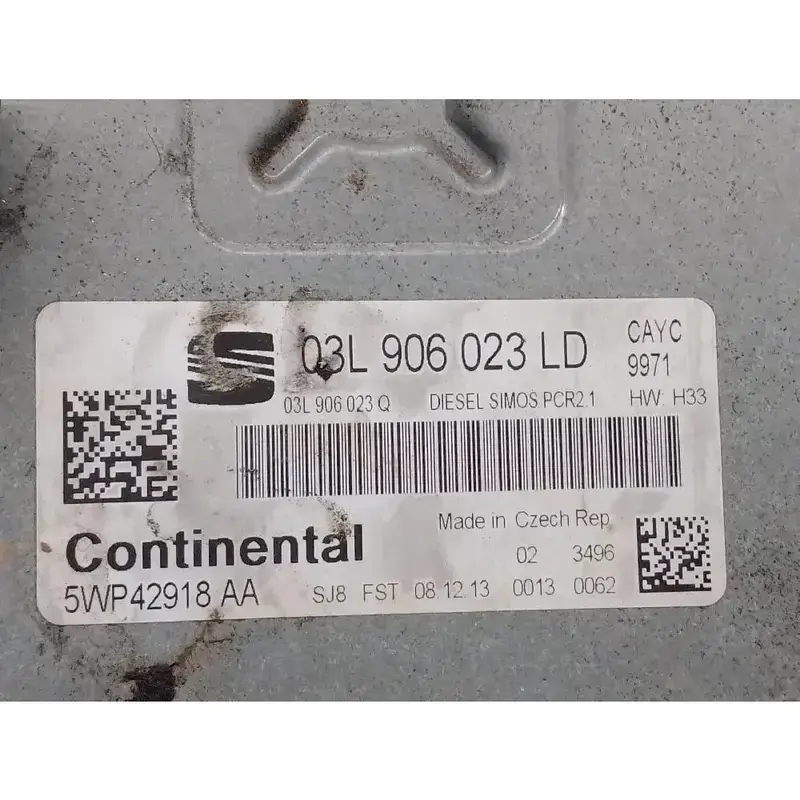 03L 906 023 LD
CAYC
9971
03L 906 023 Q DIESEL SIMOS PCR2.1 HW: H33
Made in Czech Rep
Continental
02 3496
5WP42918 AA SJ8 FST 08.12.13 0013 0062